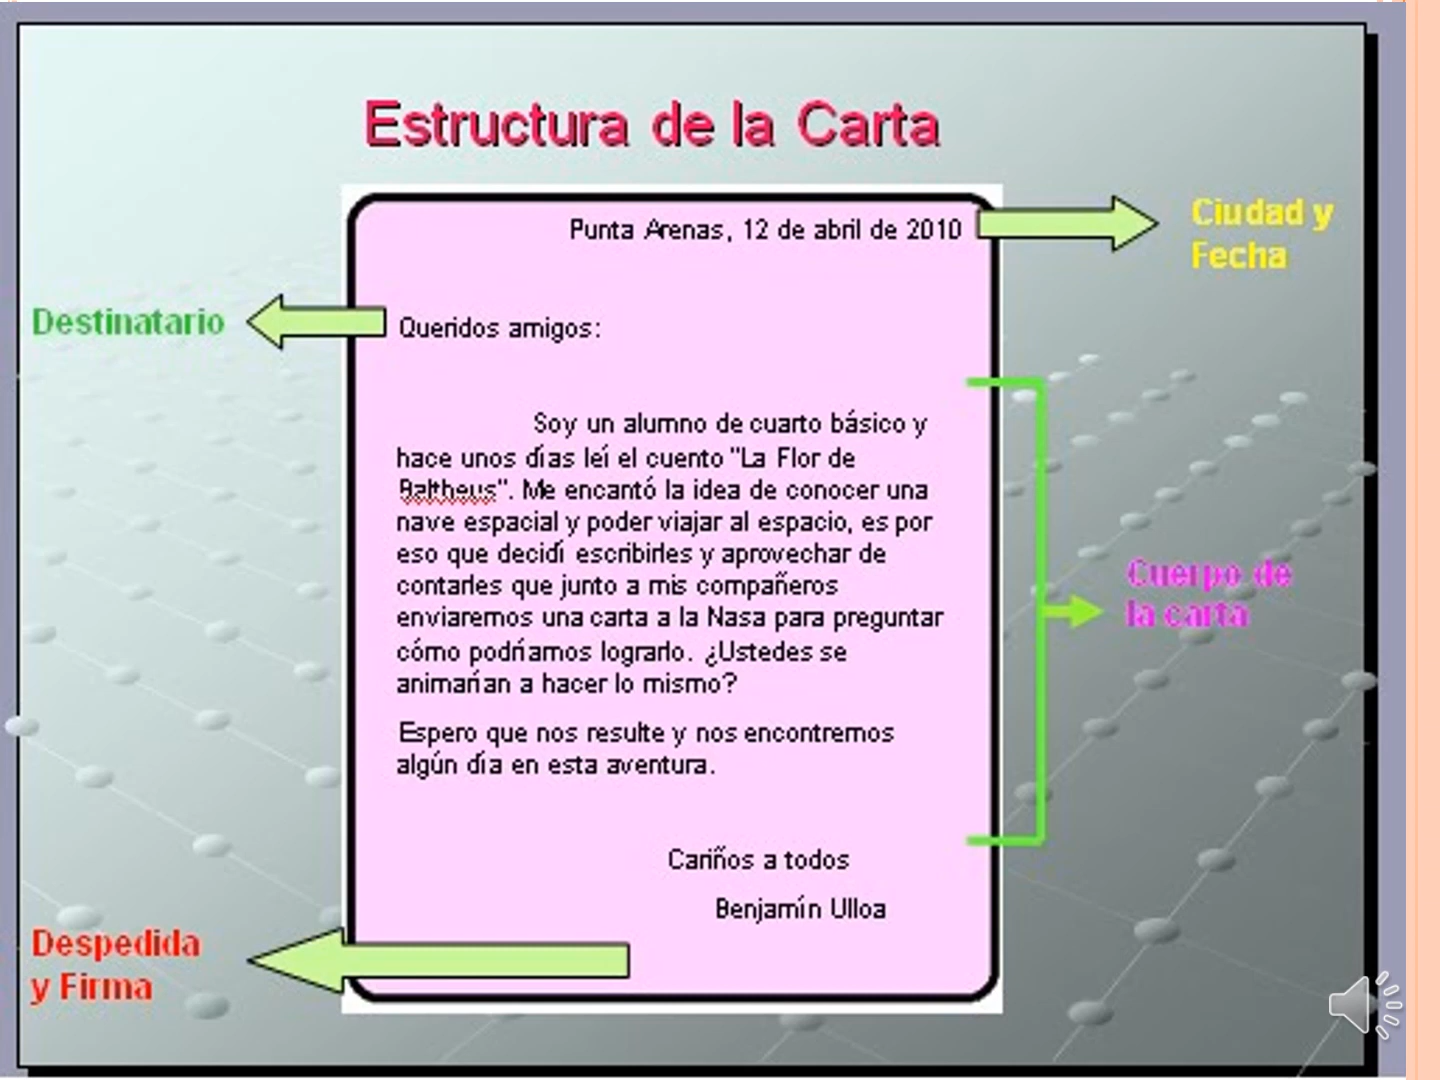 Estructura de la Carta
Punta Arenas, 12 de abril de 2010
Ciudad y
Fecha
Destinatario
Queridos amigos:
Soy un alumno de cuarto básico y
hace unos días leí el cuento "La Flor de
Baltheus". Me encantó la idea de conocer una
nave espacial y poder viajar al espacio, es por
eso que decidí escribirles y aprovechar de
contarles que junto a mis compañeros
enviaremos una carta a la Nasa para preguntar
cómo podríamos lograrlo. ¿Ustedes se
animarían a hacer lo mismo?
Espero que nos resulte y nos encontremos
algún día en esta aventura.
Cuerpo de
la carta
Cariños a todos
Benjamín Ulloa
Despedida
y Firma